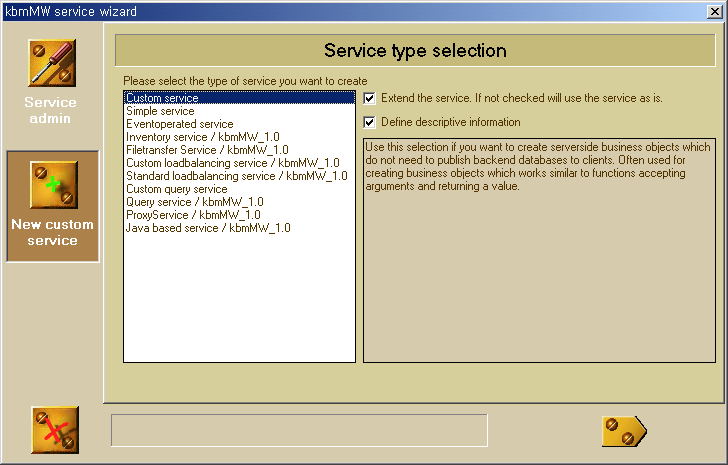 kbmMW service wizard
Service type selection
Service
admin
New custom
service
Please select the type of service you want to create
Custom service
Simple service
Eventoperated service
Inventory service / kbmMW_1.0
Filetransfer Service / kbmMW_1.0
Custom loadbalancing service / kbmMW_1.0
Standard loadbalancing service / kbmMW_1.0
Custom query service
Query service / kbmMW_1.0
ProxyService / kbmMW_1.0
Java based service / kbmMW_1.0
Extend the service. If not checked will use the service as is.
Define descriptive information
Use this selection if you want to create serverside business objects which
do not need to publish backend databases to clients. Often used for
creating business objects which works similar to functions accepting
arguments and returning a value.